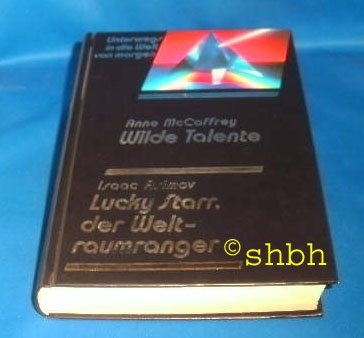 Unterwegs
in die Welt
von morgen
Anne McCaffrey
Wilde Talente
Isaac Asimov
Lucky Starr,
der Welt-
raumranger
©shbh